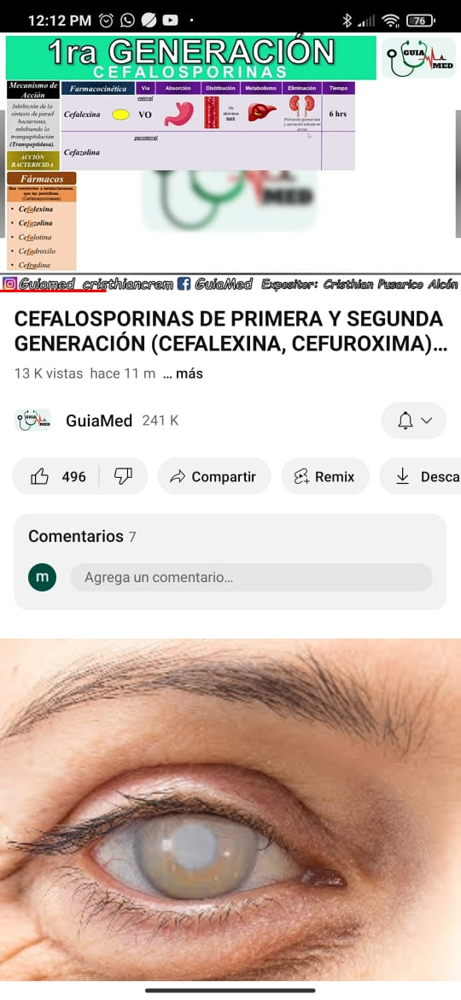 12:12 PM
76
1ra GENERACIÓN
CEFALOSPORINAS
GUIA
MED
Mecanismo de Acción
Inhibición de la
síntesis de pared
bacteriana,
inhibiendo la
transpeptidación
(Transpeptidasa).
ACCIÓN
BACTERICIDA
Farmacocinética Vía Absorción Distribución Metabolismo Eliminación Tiempo
enteral
Cefalexina VO
No
atraviesa
BHE
Filtración glomerular
y secreción tubular en
orina
6 hrs
parenteral
Cefazolina
Fármacos
Mas resistentes a betalactamasas,
que las penicilinas.
(Cefalosporinasas)
• Cefalexina
• Cefazolina
• Cefalotina
• Cefadroxilo
• Cefradina
MED
Guiamed_cristhiancrem GuiaMed Expositor: Cristhian Pusarico Alcón
CEFALOSPORINAS DE PRIMERA Y SEGUNDA
GENERACIÓN (CEFALEXINA, CEFUROXIMA)...
13 K vistas hace 11 m ... más
GUIA
MED
GuiaMed 241 K
496 Compartir Remix Desca
Comentarios 7
m Agrega un comentario...